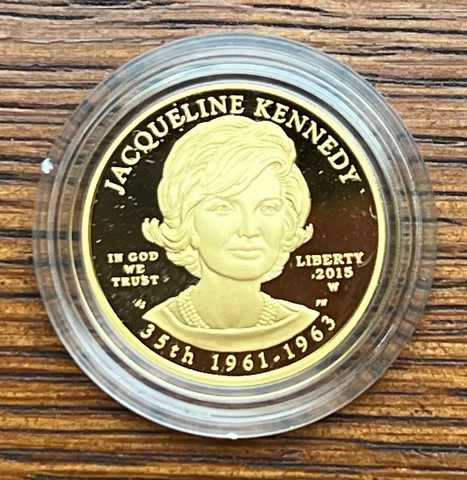 JACQUELINE KENNEDY
IN GOD
WE
TRUST
LIBERTY
2015
W
35th 1961-1963